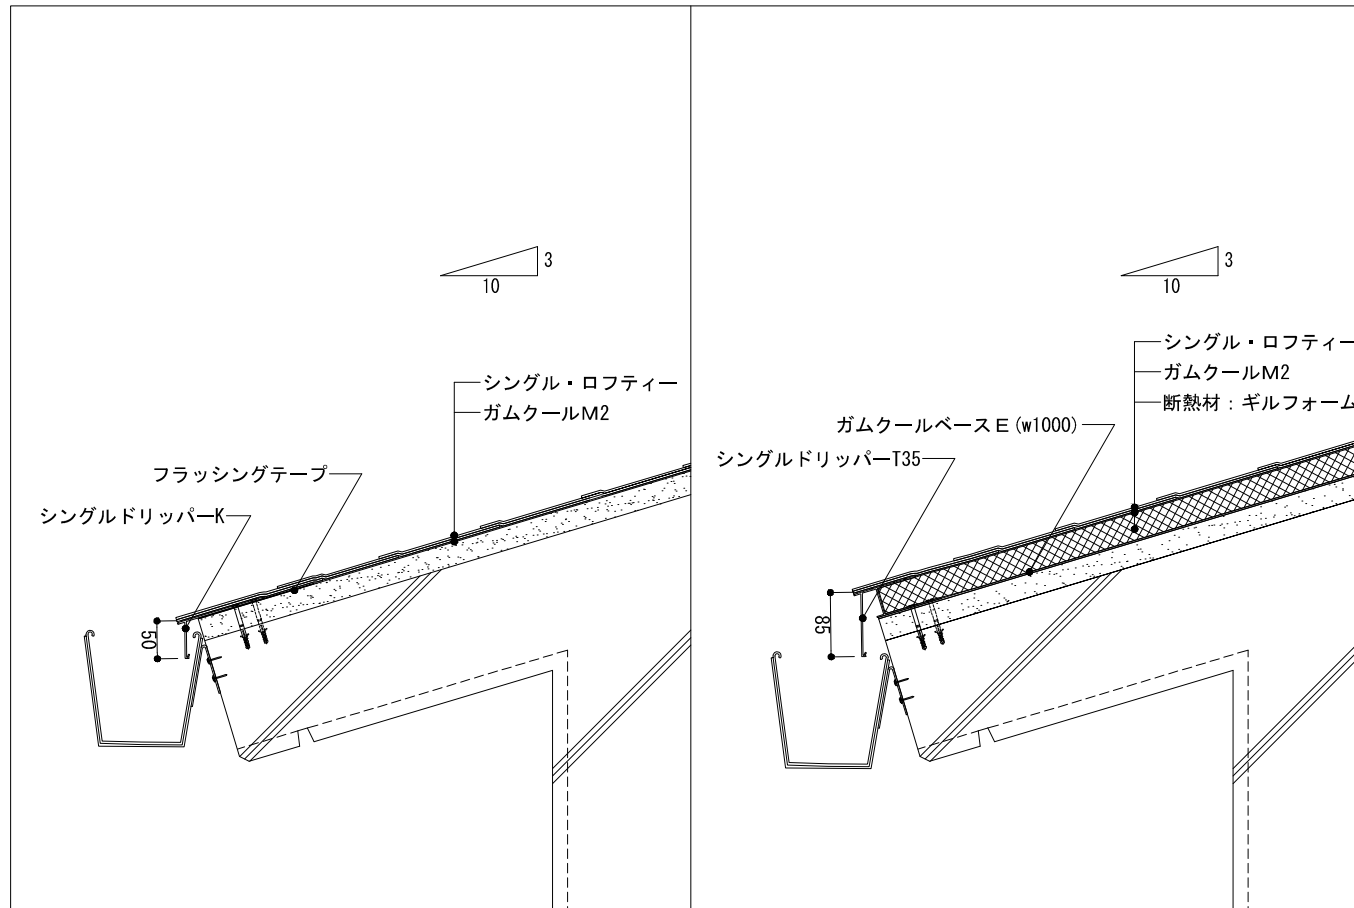 3
10
シングル・ロフティー
ガムクールM2
フラッシングテープ
シングルドリッパーK
50
3
10
シングル・ロフティー
ガムクールM2
断熱材：ギルフォーム
ガムクールベースE(w1000)
シングルドリッパーT35
85